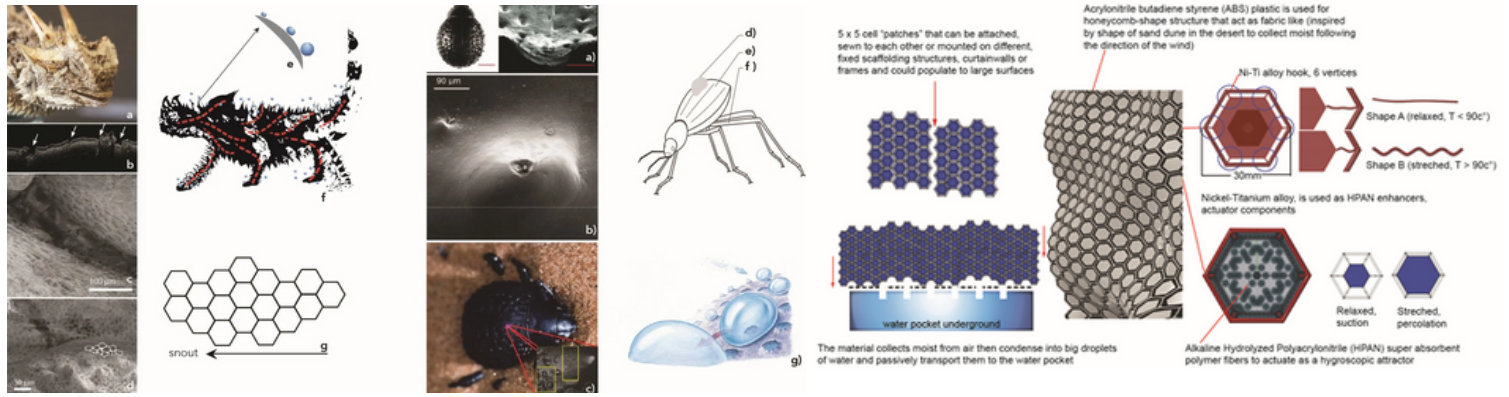 a
b
c
100 µm
d
50 µm
e
f
snout
g
a)
90 µm
b)
c)
d)
e)
f)
g)
5 x 5 cell “patches” that can be attached,
sewn to each other or mounted on different,
fixed scaffolding structures, curtainwalls or
frames and could populate to large surfaces
water pocket underground
The material collects moist from air then condense into big droplets
of water and passively transport them to the water pocket
Acrylonitrile butadiene styrene (ABS) plastic is used for
honeycomb-shape structure that act as fabric like (inspired
by shape of sand dune in the desert to collect moist following
the direction of the wind)
Ni-Ti alloy hook, 6 vertices
Shape A (relaxed, T < 90c°)
Shape B (streched, T > 90c°)
30mm
Nickel-Titanium alloy, is used as HPAN enhancers,
actuator components
Relaxed,
suction
Streched,
percolation
Alkaline Hydrolyzed Polyacrylonitrile (HPAN) super absorbent
polymer fibers to actuate as a hygroscopic attractor